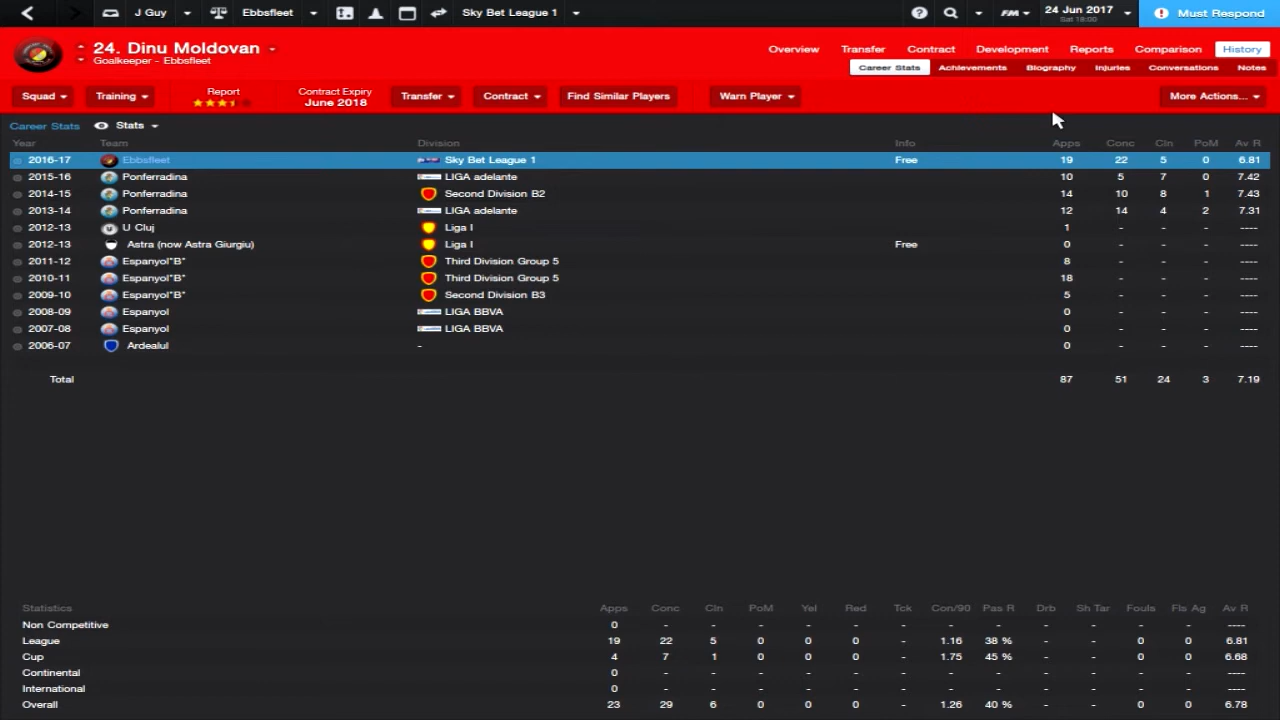 J Guy Ebbsfleet Sky Bet League 1 FM 24 Jun 2017 Sat 18:00 Must Respond
24. Dinu Moldovan
Goalkeeper - Ebbsfleet
Overview Transfer Contract Development Reports Comparison History
Career Stats Achievements Biography Injuries Conversations Notes
Squad Training Report Contract Expiry June 2018 Transfer Contract Find Similar Players Warn Player More Actions...
Career Stats Stats
Year Team Division Info Apps Conc Cln PoM Av R
2016-17 Ebbsfleet Sky Bet League 1 Free 19 22 5 0 6.81
2015-16 Ponferradina LIGA adelante 10 5 7 0 7.42
2014-15 Ponferradina Second Division B2 14 10 8 1 7.43
2013-14 Ponferradina LIGA adelante 12 14 4 2 7.31
2012-13 U Cluj Liga I 1 - - - ----
2012-13 Astra (now Astra Giurgiu) Liga I Free 0 - - - ----
2011-12 Espanyol"B" Third Division Group 5 8 - - - ----
2010-11 Espanyol"B" Third Division Group 5 18 - - - ----
2009-10 Espanyol"B" Second Division B3 5 - - - ----
2008-09 Espanyol LIGA BBVA 0 - - - ----
2007-08 Espanyol LIGA BBVA 0 - - - ----
2006-07 Ardealul - 0 - - - ----
Total 87 51 24 3 7.19
Statistics Apps Conc Cln PoM Yel Red Tck Con/90 Pas R Drb Sh Tar Fouls Fls Ag Av R
Non Competitive 0 - - - - - - - - - - - - ----
League 19 22 5 0 0 0 - 1.16 38 % - - 0 0 6.81
Cup 4 7 1 0 0 0 - 1.75 45 % - - 0 0 6.68
Continental 0 - - - - - - - - - - - - ----
International 0 - - - - - - - - - - - - ----
Overall 23 29 6 0 0 0 - 1.26 40 % - - 0 0 6.78